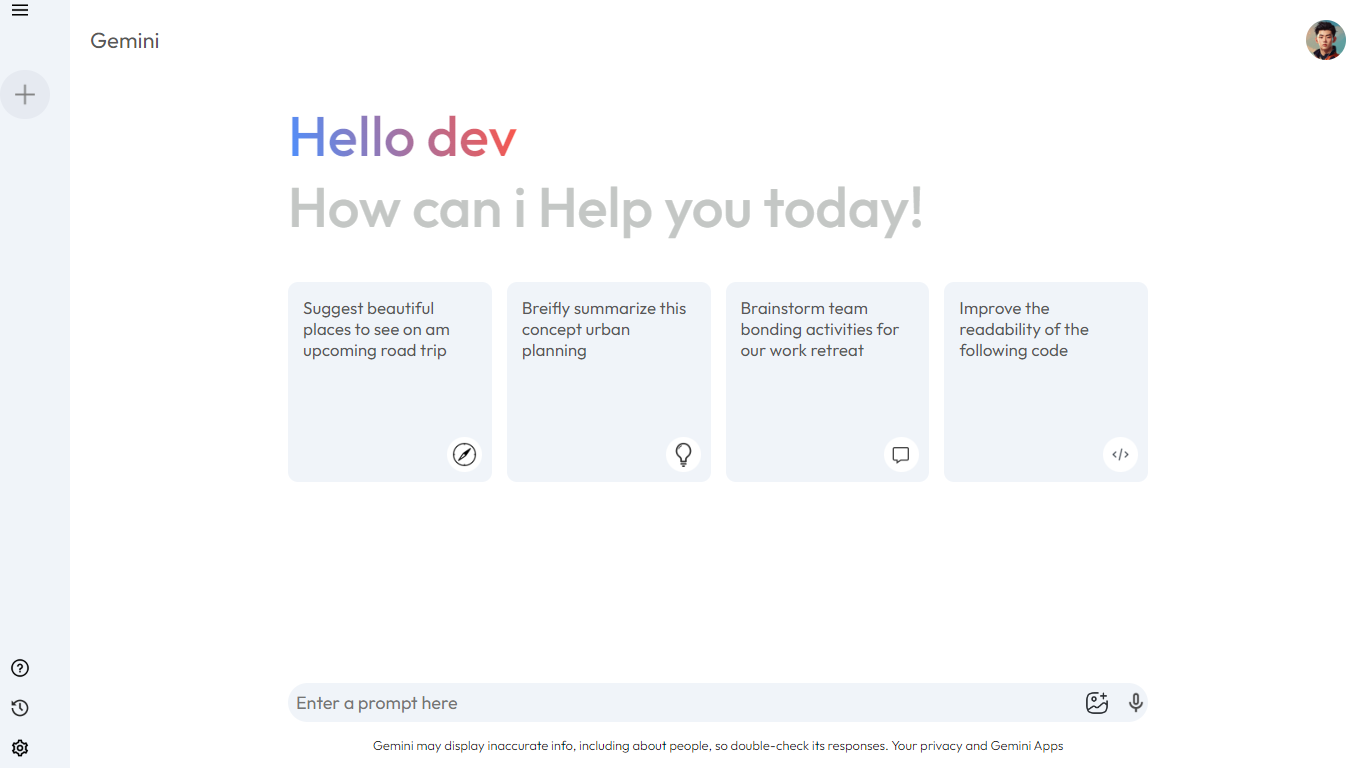 Gemini
Hello dev
How can i Help you today!
Suggest beautiful
places to see on am
upcoming road trip
Breifly summarize this
concept urban
planning
Brainstorm team
bonding activities for
our work retreat
Improve the
readability of the
following code
Enter a prompt here
Gemini may display inaccurate info, including about people, so double-check its responses. Your privacy and Gemini Apps